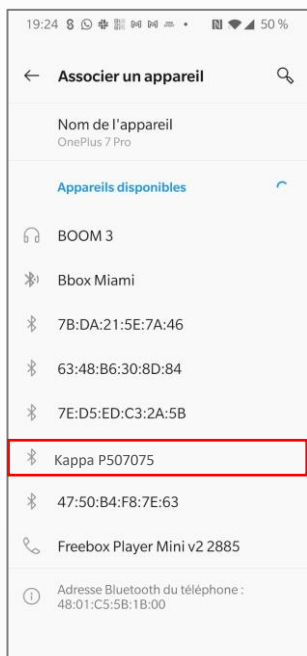 19:24 50 %
Associer un appareil
Nom de l'appareil
OnePlus 7 Pro
Appareils disponibles
BOOM 3
Bbox Miami
7B:DA:21:5E:7A:46
63:48:B6:30:8D:84
7E:D5:ED:C3:2A:5B
Kappa P507075
47:50:B4:F8:7E:63
Freebox Player Mini v2 2885
Adresse Bluetooth du téléphone :
48:01:C5:5B:1B:00